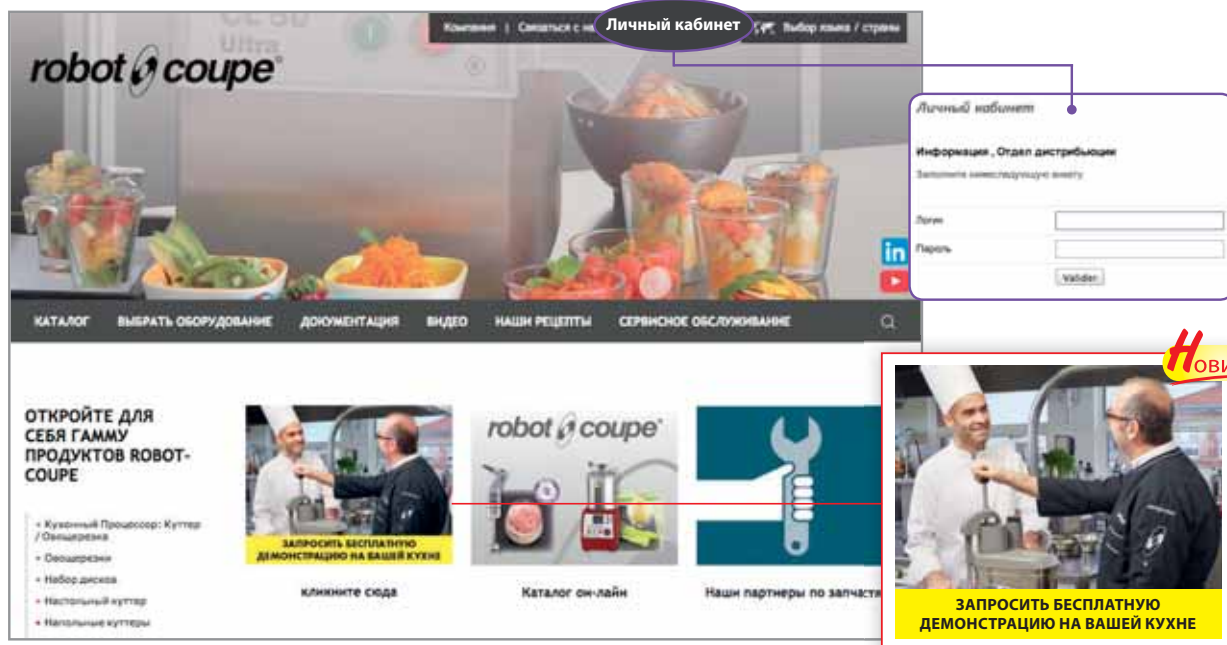 CL 50
Ultra
Компания | Связаться с н
Личный кабинет
Выбор языка / страны
robot coupe®
Личный кабинет
Информация , Отдел дистрибьюции
Заполните нижеследующую анкету
Логин
Пароль
Valider
in
КАТАЛОГ ВЫБРАТЬ ОБОРУДОВАНИЕ ДОКУМЕНТАЦИЯ ВИДЕО НАШИ РЕЦЕПТЫ СЕРВИСНОЕ ОБСЛУЖИВАНИЕ
Нови
ОТКРОЙТЕ ДЛЯ
СЕБЯ ГАММУ
ПРОДУКТОВ ROBOT-
COUPE
• Кухонный Процессор: Куттер
/ Овощерезка
• Овощерезки
• Набор дисков
• Настольный куттер
• Напольные куттеры
ЗАПРОСИТЬ БЕСПЛАТНУЮ
ДЕМОНСТРАЦИЮ НА ВАШЕЙ КУХНЕ
кликните сюда
robot coupe®
Каталог он-лайн
Наши партнеры по запчастя
ЗАПРОСИТЬ БЕСПЛАТНУЮ
ДЕМОНСТРАЦИЮ НА ВАШЕЙ КУХНЕ